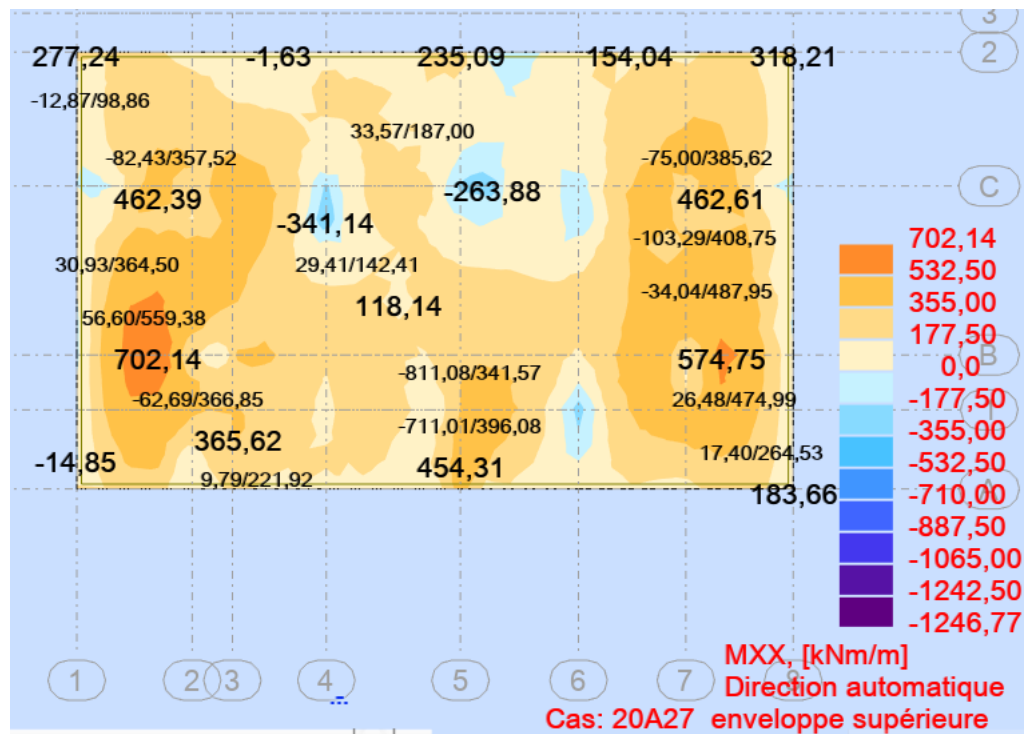 3
277,24 -1,63 235,09 154,04 318,21 2
-12,87/98,86
33,57/187,00
-82,43/357,52 -75,00/385,62
462,39 -263,88 462,61 C
-341,14
-103,29/408,75 702,14
30,93/364,50 29,41/142,41
532,50
-34,04/487,95
118,14 355,00
56,60/559,38 177,50
702,14 574,75 0,0 B
-811,08/341,57
-62,69/366,85 26,48/474,99 -177,50
-711,01/396,08 -355,00
365,62
-14,85 454,31 17,40/264,53 -532,50
9,79/221,92
183,66 -710,00 A
-887,50
-1065,00
-1242,50
-1246,77
MXX, [kNm/m]
1 2 3 4 5 6 7 8
Direction automatique
Cas: 20A27 enveloppe supérieure